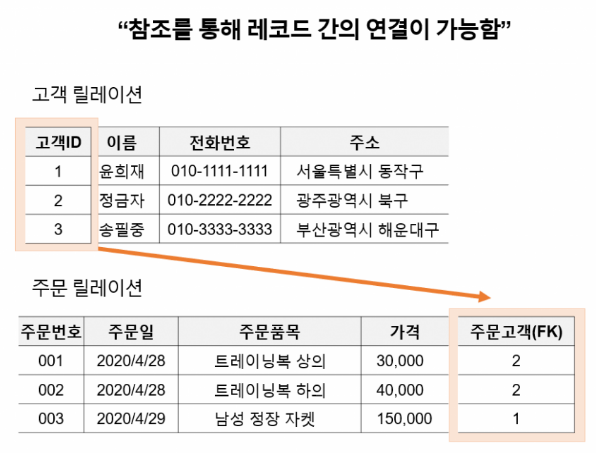 “참조를 통해 레코드 간의 연결이 가능함”
고객 릴레이션
고객ID 이름 전화번호 주소
1 윤희재 010-1111-1111 서울특별시 동작구
2 정금자 010-2222-2222 광주광역시 북구
3 송필중 010-3333-3333 부산광역시 해운대구
주문 릴레이션
주문번호 주문일 주문품목 가격 주문고객(FK)
001 2020/4/28 트레이닝복 상의 30,000 2
002 2020/4/28 트레이닝복 하의 40,000 2
003 2020/4/29 남성 정장 자켓 150,000 1